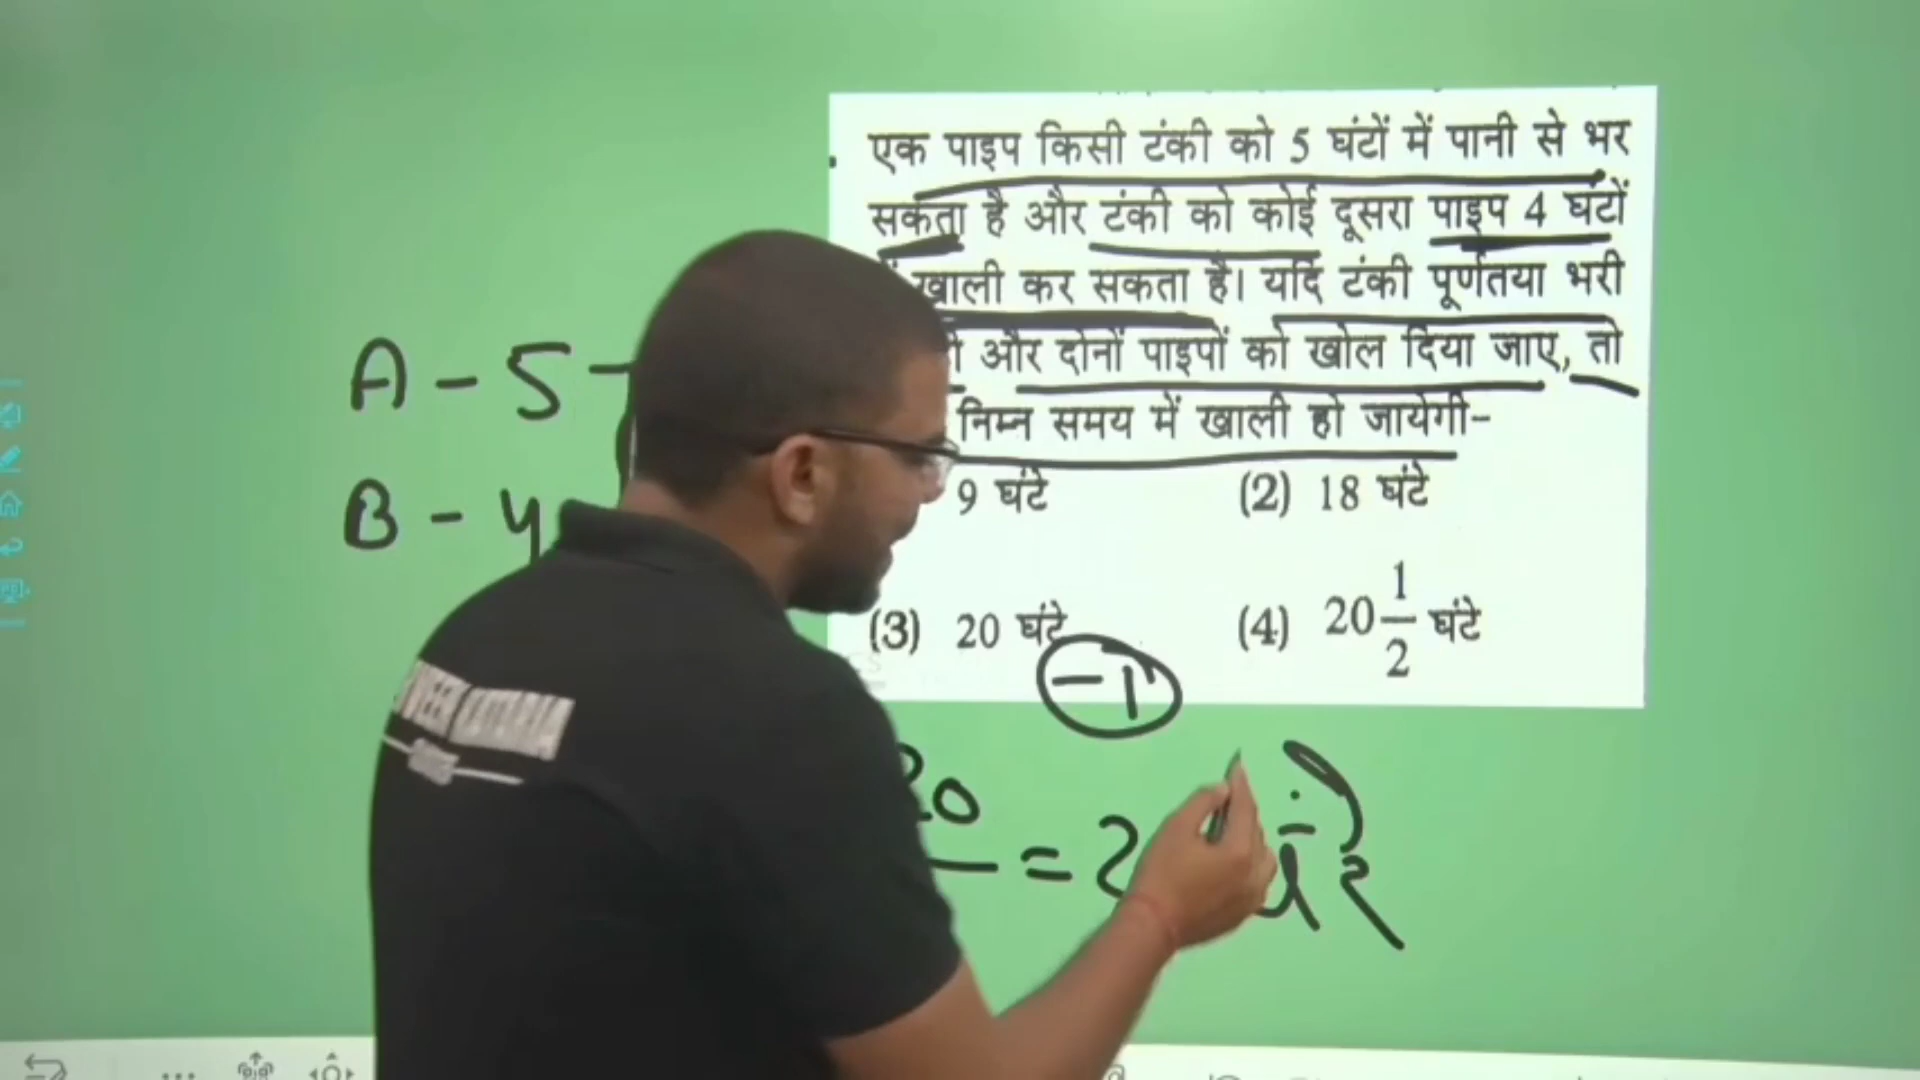 एक पाइप किसी टंकी को 5 घंटों में पानी से भर
सकता है और टंकी को कोई दूसरा पाइप 4 घंटों
खाली कर सकता है। यदि टंकी पूर्णतया भरी
और दोनों पाइपों को खोल दिया जाए, तो
निम्न समय में खाली हो जायेगी-
9 घंटे (2) 18 घंटे
(3) 20 घंटे (4) 20 1/2 घंटे
A - 5 -
B - 4
-1
20
= 2 घंटे